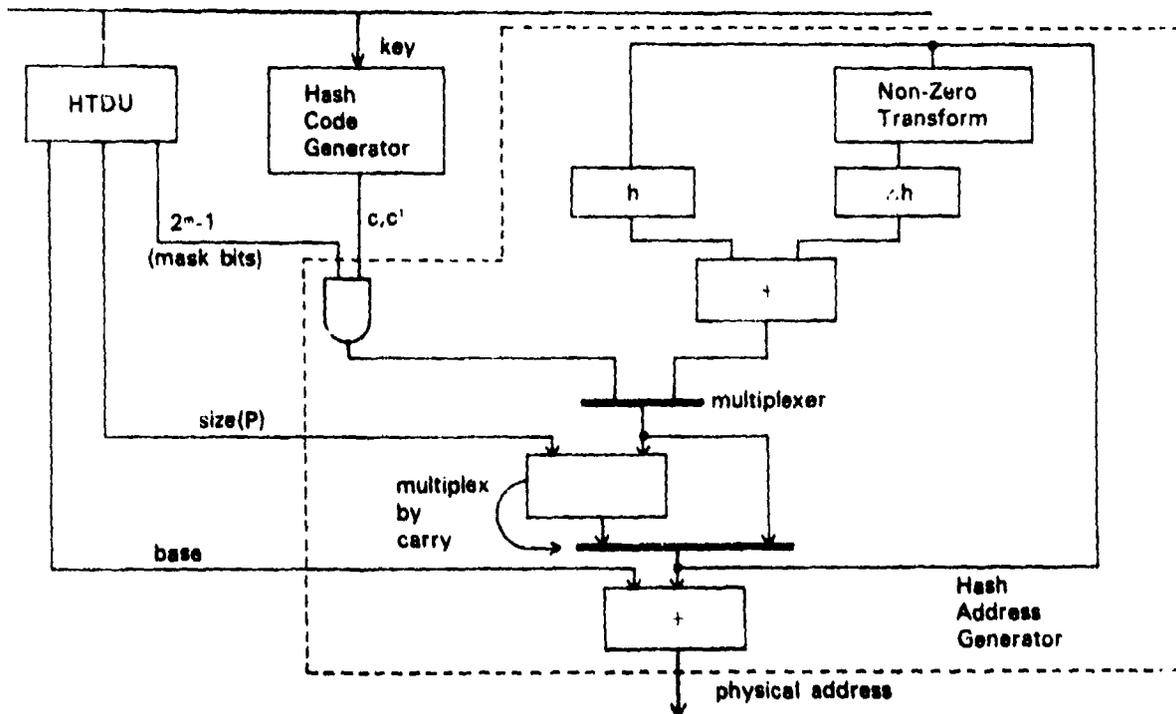 key
HTDU
Hash
Code
Generator
Non-Zero
Transform
h
△h
c,c'
2ᵐ-1
(mask bits)
+
multiplexer
size(P)
multiplex
by
carry
base
Hash
Address
Generator
+
physical address